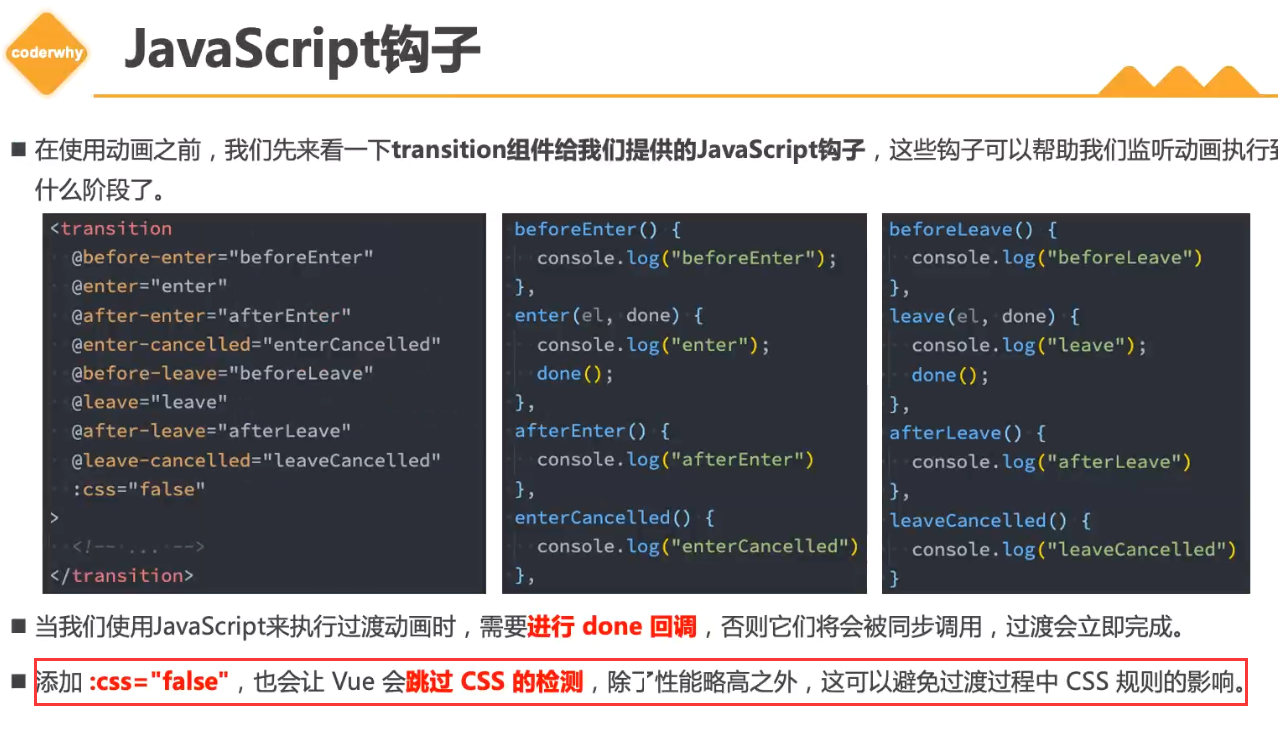 coderwhy
JavaScript钩子
■ 在使用动画之前，我们先来看一下transition组件给我们提供的JavaScript钩子，这些钩子可以帮助我们监听动画执行到
什么阶段了。
<transition
@before-enter="beforeEnter"
@enter="enter"
@after-enter="afterEnter"
@enter-cancelled="enterCancelled"
@before-leave="beforeLeave"
@leave="leave"
@after-leave="afterLeave"
@leave-cancelled="leaveCancelled"
:css="false"
>
<!-- ... -->
</transition>
beforeEnter() {
console.log("beforeEnter");
},
enter(el, done) {
console.log("enter");
done();
},
afterEnter() {
console.log("afterEnter")
},
enterCancelled() {
console.log("enterCancelled")
},
beforeLeave() {
console.log("beforeLeave")
},
leave(el, done) {
console.log("leave");
done();
},
afterLeave() {
console.log("afterLeave")
},
leaveCancelled() {
console.log("leaveCancelled")
}
■ 当我们使用JavaScript来执行过渡动画时，需要进行 done 回调，否则它们将会被同步调用，过渡会立即完成。
■ 添加 :css="false"，也会让 Vue 会跳过 CSS 的检测，除了性能略高之外，这可以避免过渡过程中 CSS 规则的影响。